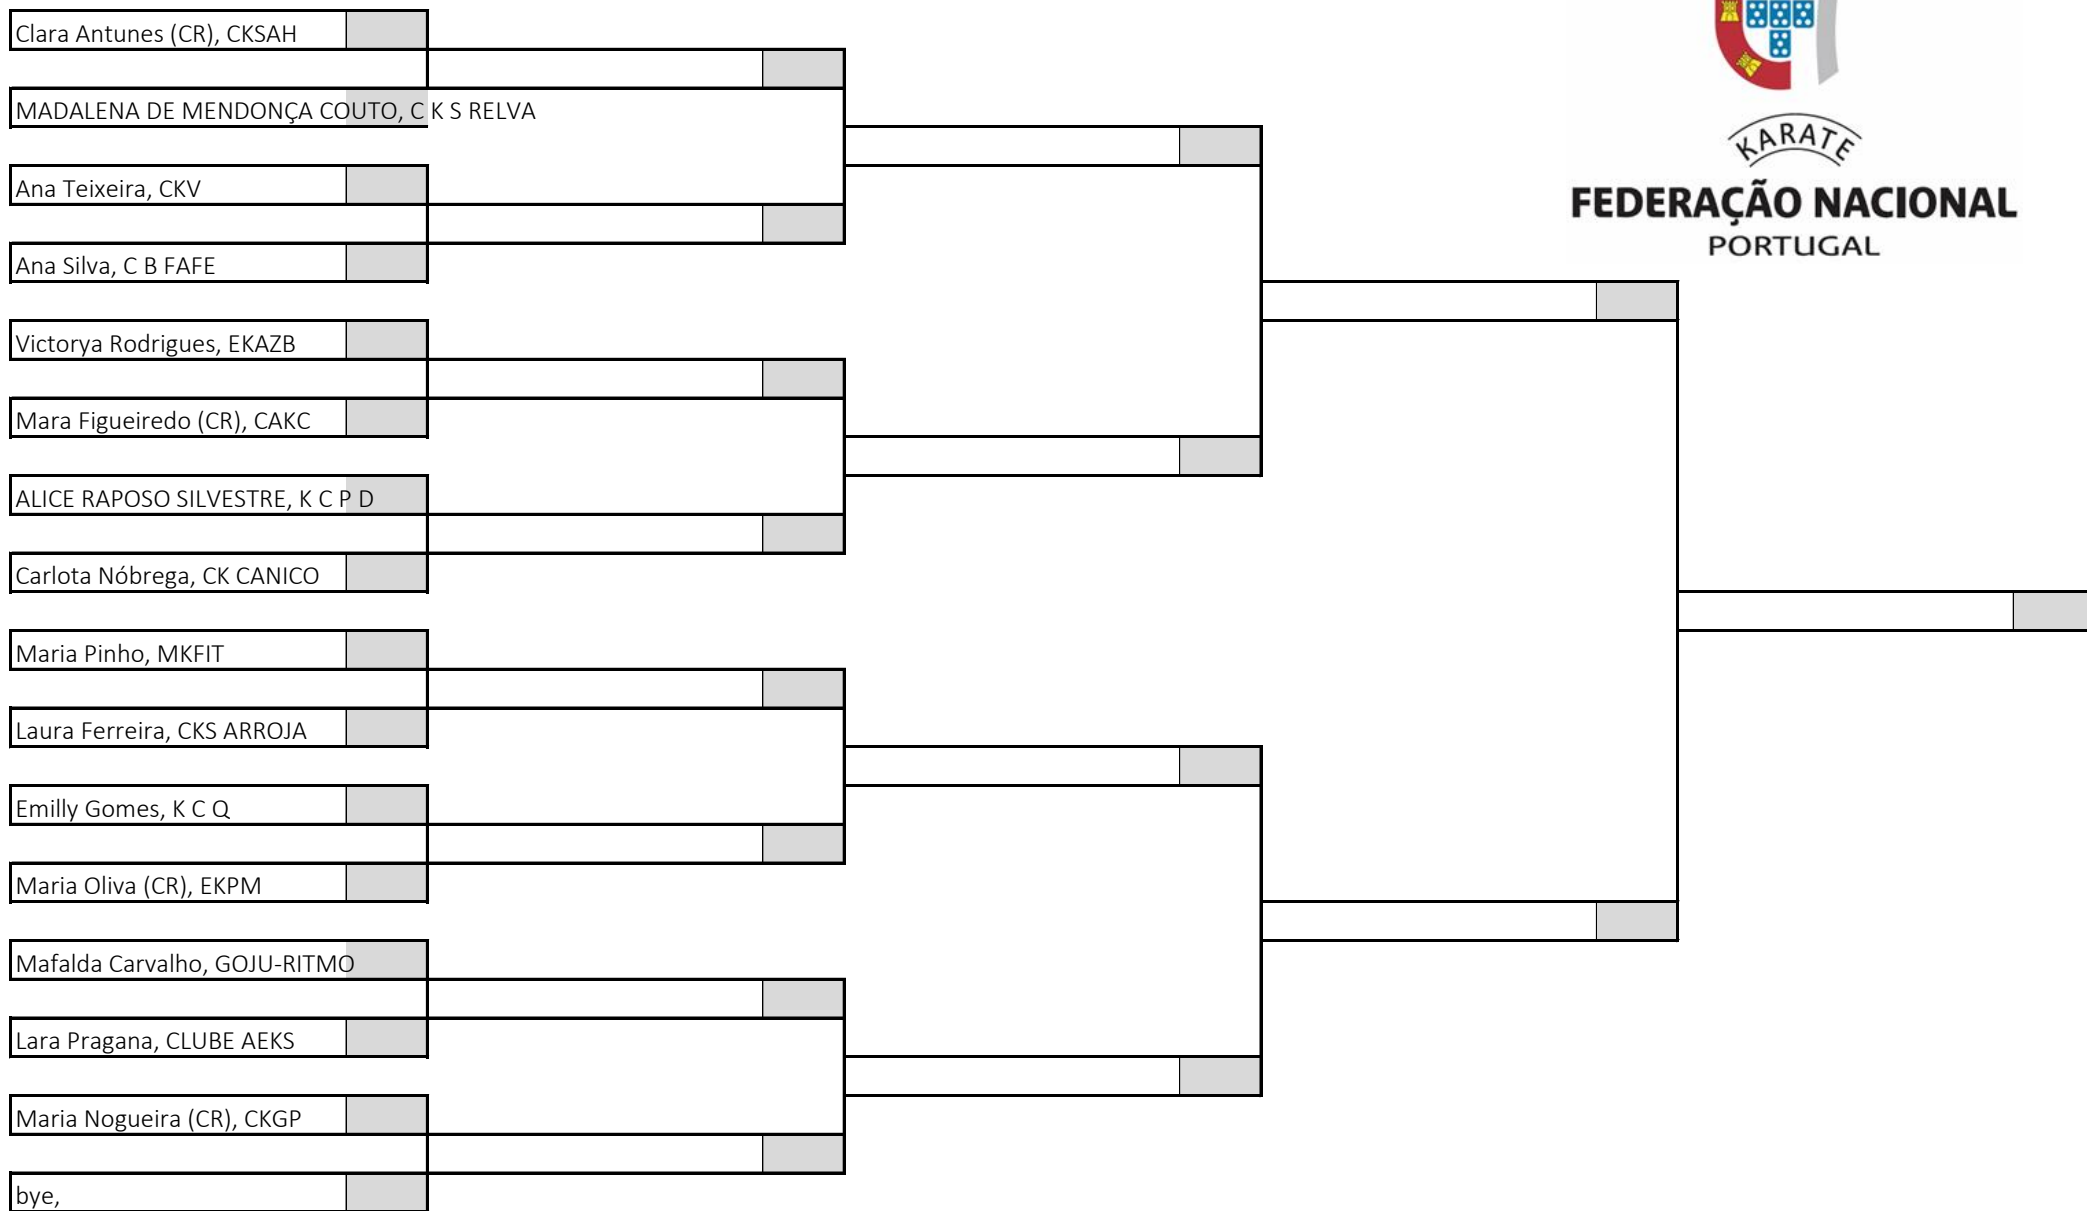 Clara Antunes (CR), CKSAH
MADALENA DE MENDONÇA COUTO, C K S RELVA
Ana Teixeira, CKV
Ana Silva, C B FAFE
Victorya Rodrigues, EKAZB
Mara Figueiredo (CR), CAKC
ALICE RAPOSO SILVESTRE, K C P D
Carlota Nóbrega, CK CANICO
Maria Pinho, MKFIT
Laura Ferreira, CKS ARROJA
Emilly Gomes, K C Q
Maria Oliva (CR), EKPM
Mafalda Carvalho, GOJU-RITMO
Lara Pragana, CLUBE AEKS
Maria Nogueira (CR), CKGP
bye,
KARATE
FEDERAÇÃO NACIONAL
PORTUGAL